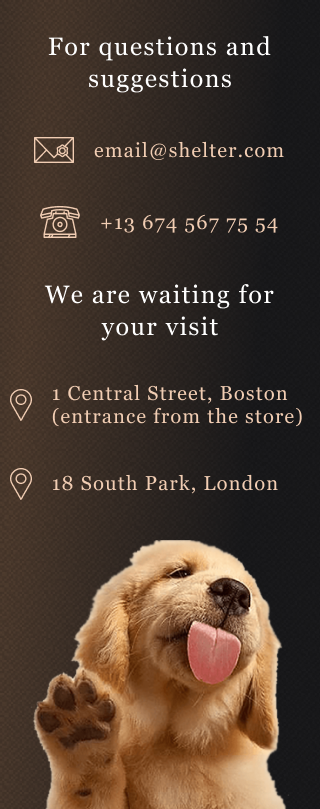 For questions and
suggestions
email@shelter.com
+13 674 567 75 54
We are waiting for
your visit
1 Central Street, Boston
(entrance from the store)
18 South Park, London